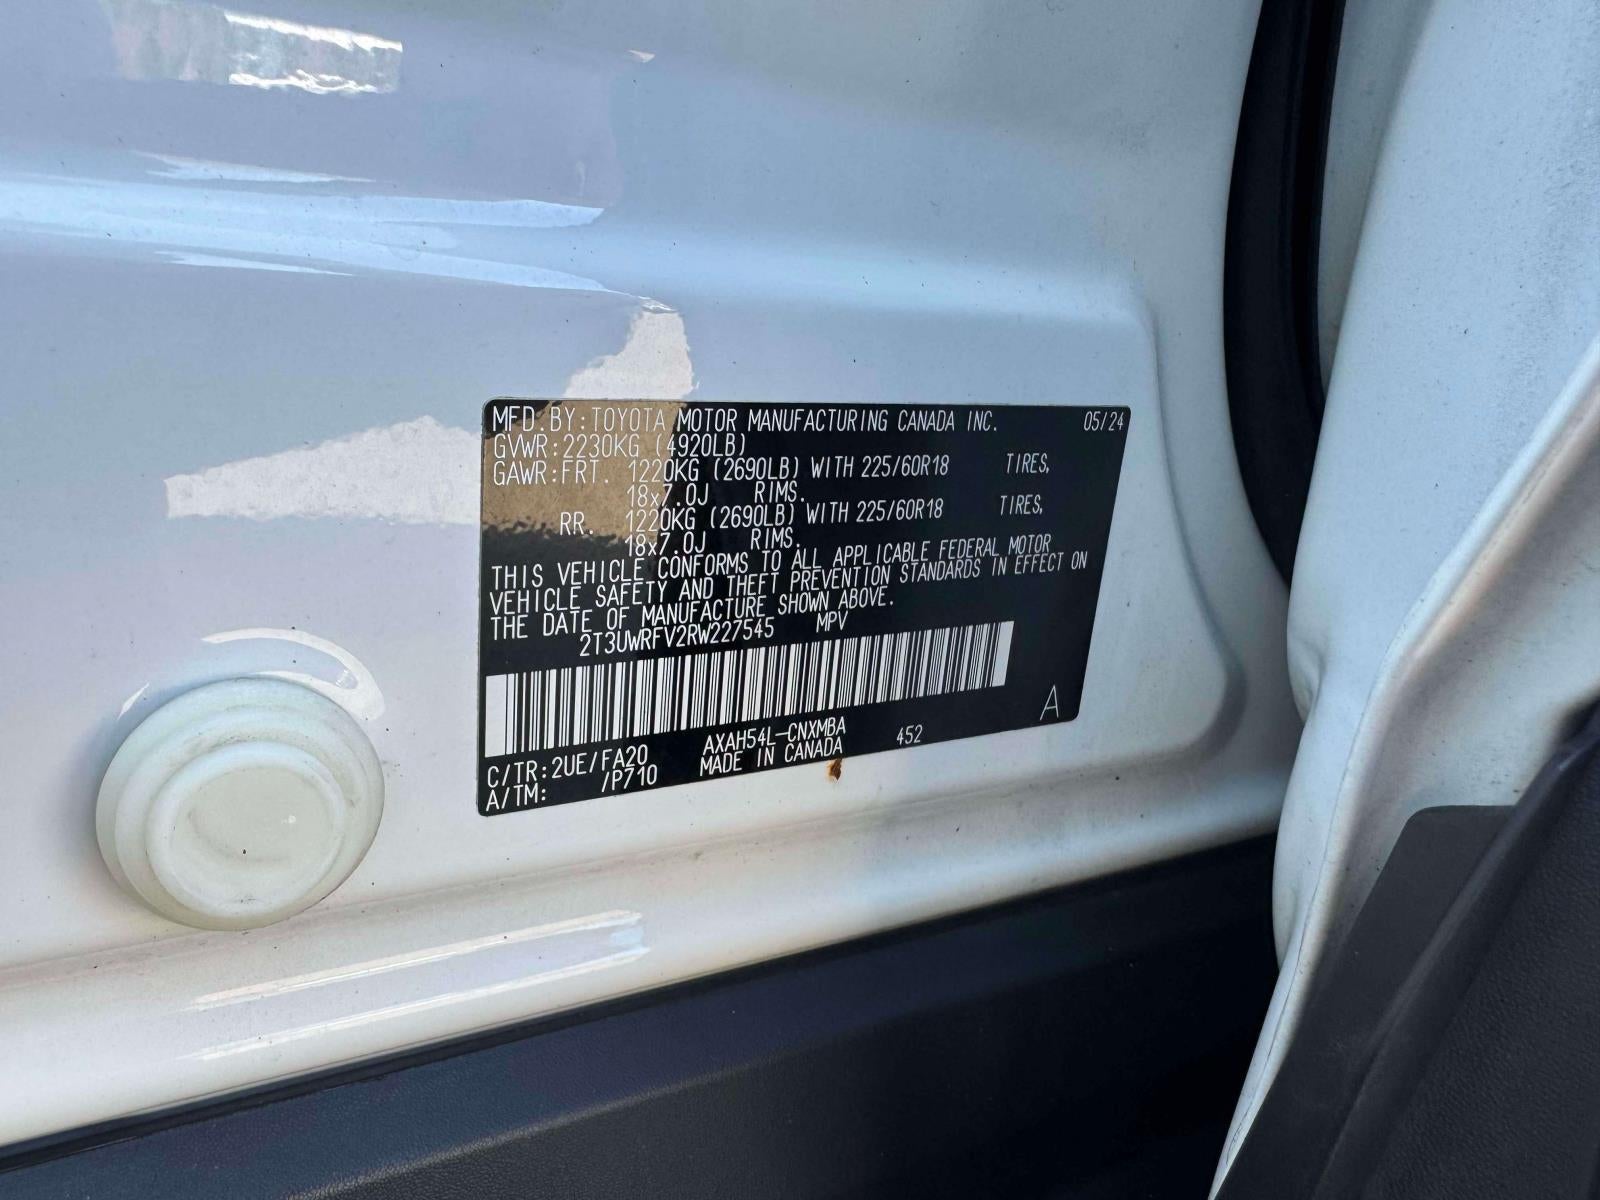 MFD. BY: TOYOTA MOTOR MANUFACTURING CANADA INC. 05/24
GVWR: 2230KG (4920LB)
GAWR: FRT. 1220KG (2690LB) WITH 225/60R18 TIRES,
18x7.0J RIMS.
RR. 1220KG (2690LB) WITH 225/60R18 TIRES,
18x7.0J RIMS.
THIS VEHICLE CONFORMS TO ALL APPLICABLE FEDERAL MOTOR
VEHICLE SAFETY AND THEFT PREVENTION STANDARDS IN EFFECT ON
THE DATE OF MANUFACTURE SHOWN ABOVE.
2T3UWRFV2RW227545 MPV
C/TR: 2UE/FA20 AXAH54L-CNXMBA 452 A
A/TM: /P710 MADE IN CANADA